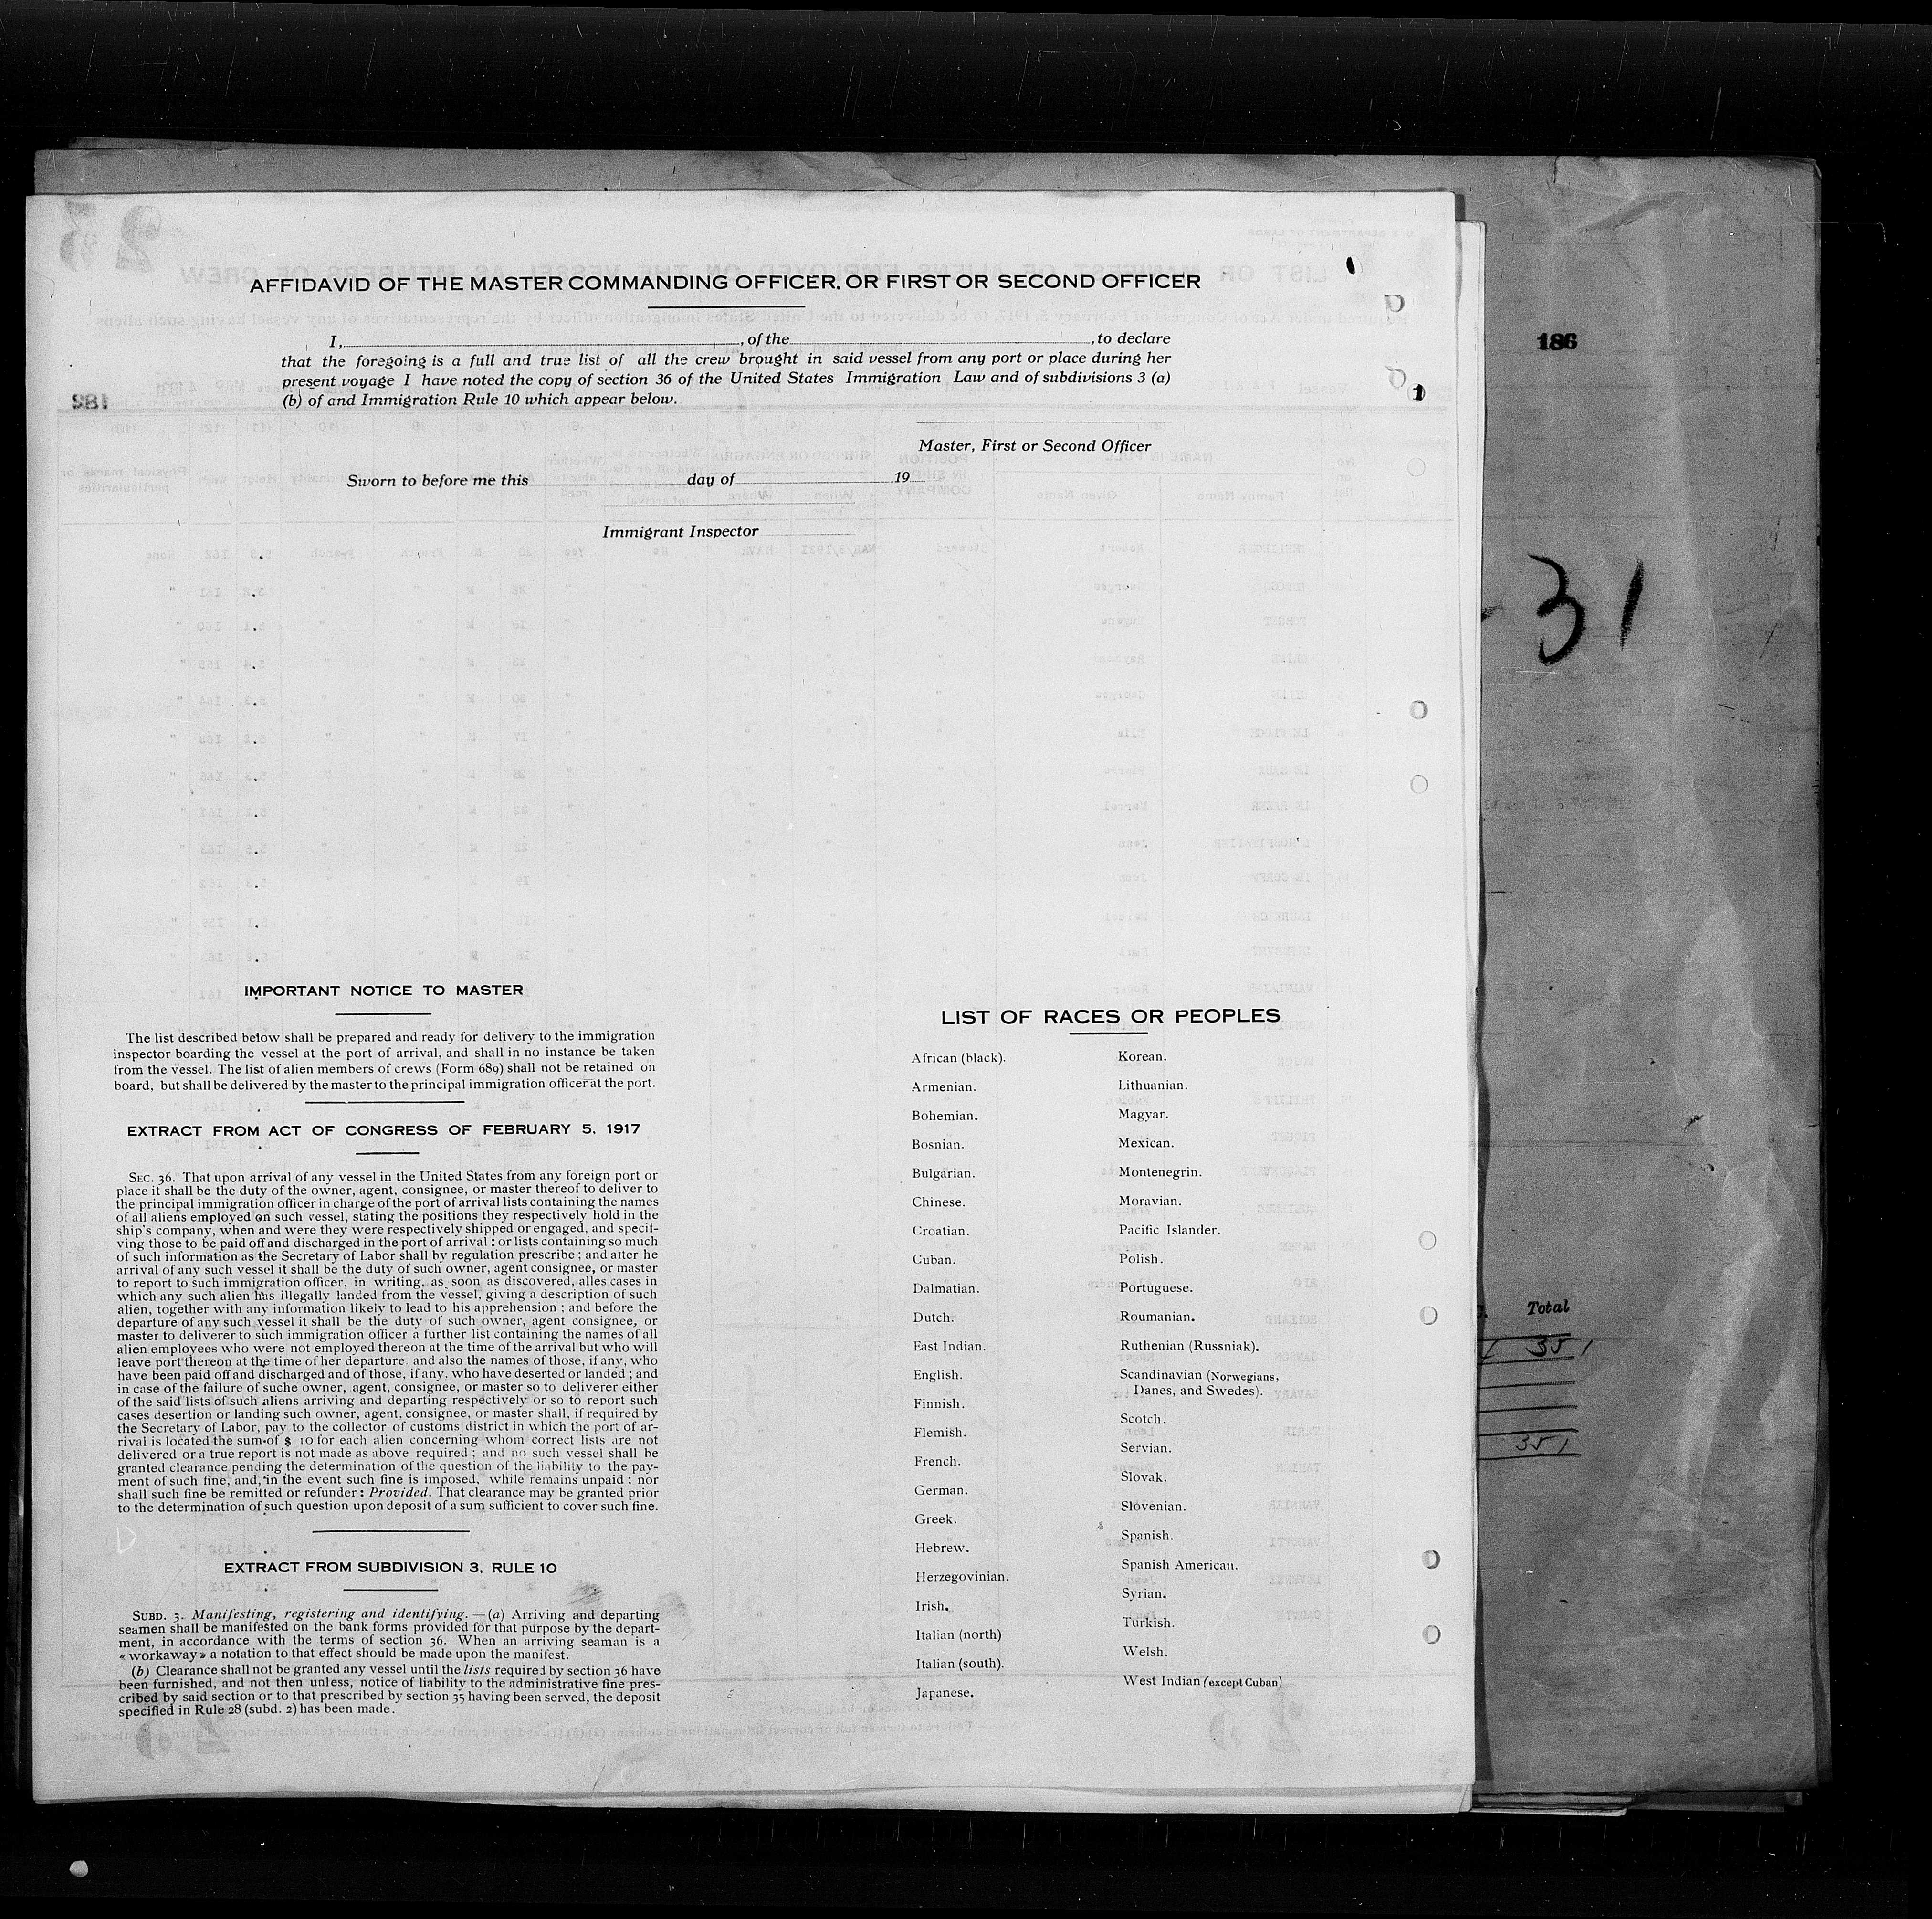 AFFIDAVID OF THE MASTER COMMANDING OFFICER, OR FIRST OR SECOND OFFICER
I, , of the , to declare
that the foregoing is a full and true list of all the crew brought in said vessel from any port or place during her
present voyage I have noted the copy of section 36 of the United States Immigration Law and of subdivisions 3 (a)
(b) of and Immigration Rule 10 which appear below.
Master, First or Second Officer
Sworn to before me this day of 19
Immigrant Inspector
186
1
31
IMPORTANT NOTICE TO MASTER
The list described below shall be prepared and ready for delivery to the immigration
inspector boarding the vessel at the port of arrival, and shall in no instance be taken
from the vessel. The list of alien members of crews (Form 689) shall not be retained on
board, but shall be delivered by the master to the principal immigration officer at the port.
EXTRACT FROM ACT OF CONGRESS OF FEBRUARY 5, 1917
SEC. 36. That upon arrival of any vessel in the United States from any foreign port or
place it shall be the duty of the owner, agent, consignee, or master thereof to deliver to
the principal immigration officer in charge of the port of arrival lists containing the names
of all aliens employed on such vessel, stating the positions they respectively hold in the
ship's company, when and were they were respectively shipped or engaged, and specit-
ving those to be paid off and discharged in the port of arrival ; or lists containing so much
of such information as the Secretary of Labor shall by regulation prescribe ; and atter he
arrival of any such vessel it shall be the duty of such owner, agent consignee, or master
to report to such immigration officer, in writing, as soon as discovered, alles cases in
which any such alien has illegally landed from the vessel, giving a description of such
alien, together with any information likely to lead to his apprehension ; and before the
departure of any such vessel it shall be the duty of such owner, agent consignee, or
master to deliverer to such immigration officer a further list containing the names of all
alien employees who were not employed thereon at the time of the arrival but who will
leave port thereon at the time of her departure. and also the names of those, if any, who
have been paid off and discharged and of those, if any, who have deserted or landed ; and
in case of the failure of suche owner, agent, consignee, or master so to deliverer either
of the said lists of such aliens arriving and departing respectively or so to report such
cases desertion or landing such owner, agent, consignee, or master shall, if required by
the Secretary of Labor, pay to the collector of customs district in which the port of ar-
rival is located the sum of $ 10 for each alien concerning whom correct lists are not
delivered or a true report is not made as above required ; and no such vessel shall be
granted clearance pending the determination of the question of the liability to the pay-
ment of such fine, and, in the event such fine is imposed, while remains unpaid ; nor
shall such fine be remitted or refunder : Provided. That clearance may be granted prior
to the determination of such question upon deposit of a sum sufficient to cover such fine.
EXTRACT FROM SUBDIVISION 3, RULE 10
SUBD. 3. Manifesting, registering and identifying. — (a) Arriving and departing
seamen shall be manifested on the bank forms provided for that purpose by the depart-
ment, in accordance with the terms of section 36. When an arriving seaman is a
« workaway » a notation to that effect should be made upon the manifest.
(b) Clearance shall not be granted any vessel until the lists required by section 36 have
been furnished, and not then unless, notice of liability to the administrative fine pres-
cribed by said section or to that prescribed by section 35 having been served, the deposit
specified in Rule 28 (subd. 2) has been made.
LIST OF RACES OR PEOPLES
African (black).
Armenian.
Bohemian.
Bosnian.
Bulgarian.
Chinese.
Croatian.
Cuban.
Dalmatian.
Dutch.
East Indian.
English.
Finnish.
Flemish.
French.
German.
Greek.
Hebrew.
Herzegovinian.
Irish.
Italian (north)
Italian (south).
Japanese.
Korean.
Lithuanian.
Magyar.
Mexican.
Montenegrin.
Moravian.
Pacific Islander.
Polish.
Portuguese.
Roumanian.
Ruthenian (Russniak).
Scandinavian (Norwegians,
Danes, and Swedes).
Scotch.
Servian.
Slovak.
Slovenian.
Spanish.
Spanish American.
Syrian.
Turkish.
Welsh.
West Indian (except Cuban)
Total
351
351